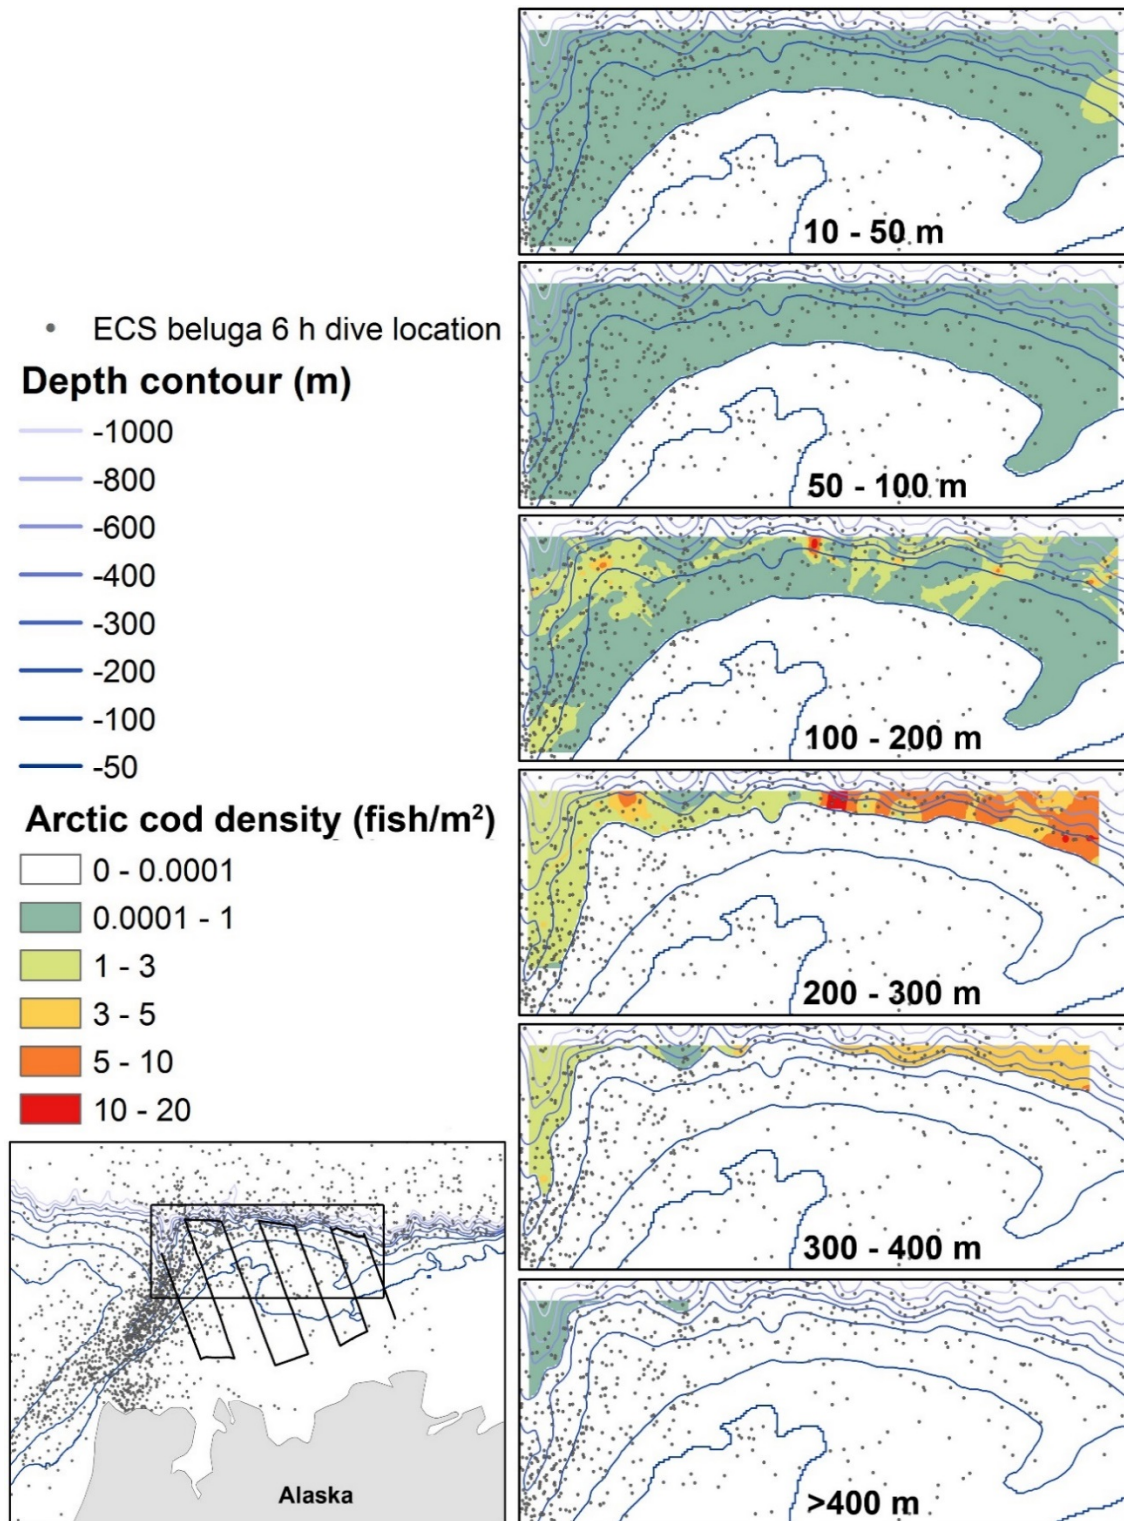 ECS beluga 6 h dive location
Depth contour (m)
-1000
-800
-600
-400
-300
-200
-100
-50
Arctic cod density (fish/m²)
0 - 0.0001
0.0001 - 1
1 - 3
3 - 5
5 - 10
10 - 20
Alaska
10 - 50 m
50 - 100 m
100 - 200 m
200 - 300 m
300 - 400 m
>400 m